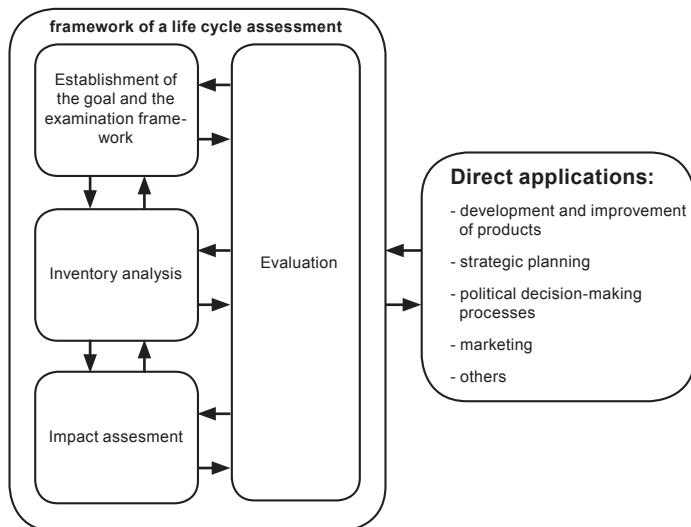 framework of a life cycle assessment
Establishment of
the goal and the
examination frame-
work
Inventory analysis
Impact assesment
Evaluation
Direct applications:
- development and improvement
of products
- strategic planning
- political decision-making
processes
- marketing
- others